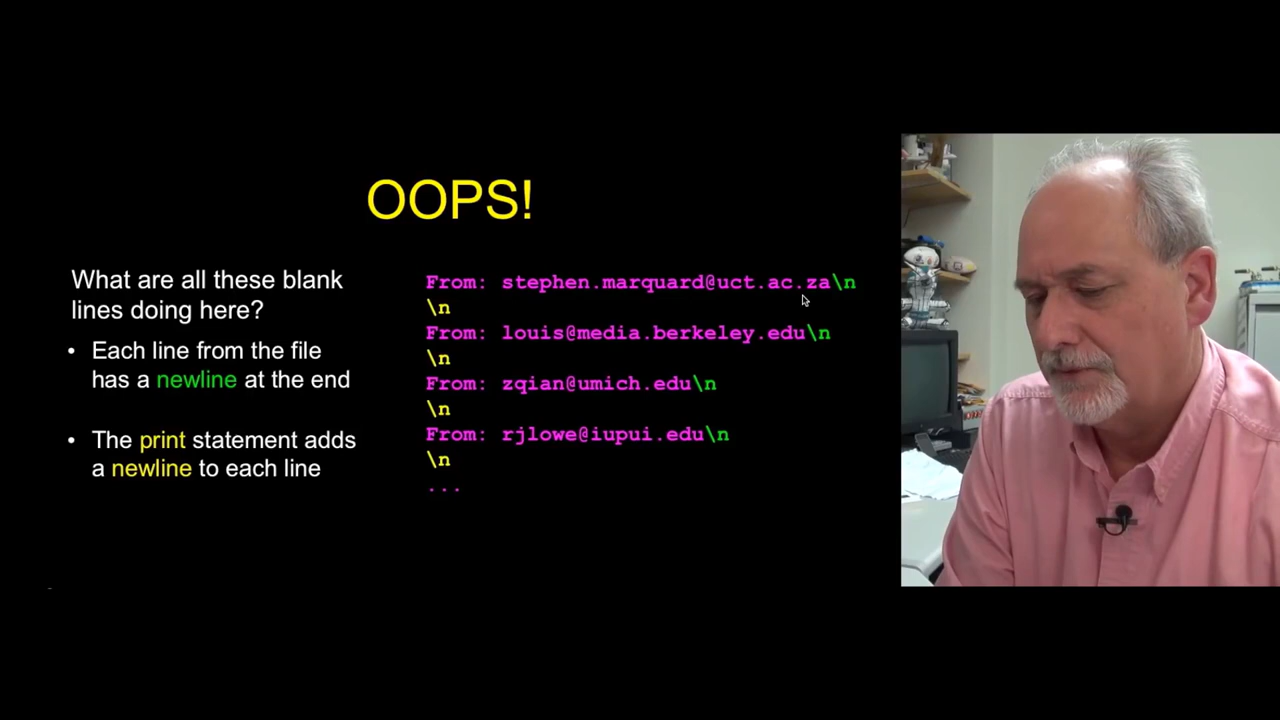 OOPS!
What are all these blank
lines doing here?
• Each line from the file
has a newline at the end
• The print statement adds
a newline to each line
From: stephen.marquard@uct.ac.za\n
\n
From: louis@media.berkeley.edu\n
\n
From: zqian@umich.edu\n
\n
From: rjlowe@iupui.edu\n
\n
...